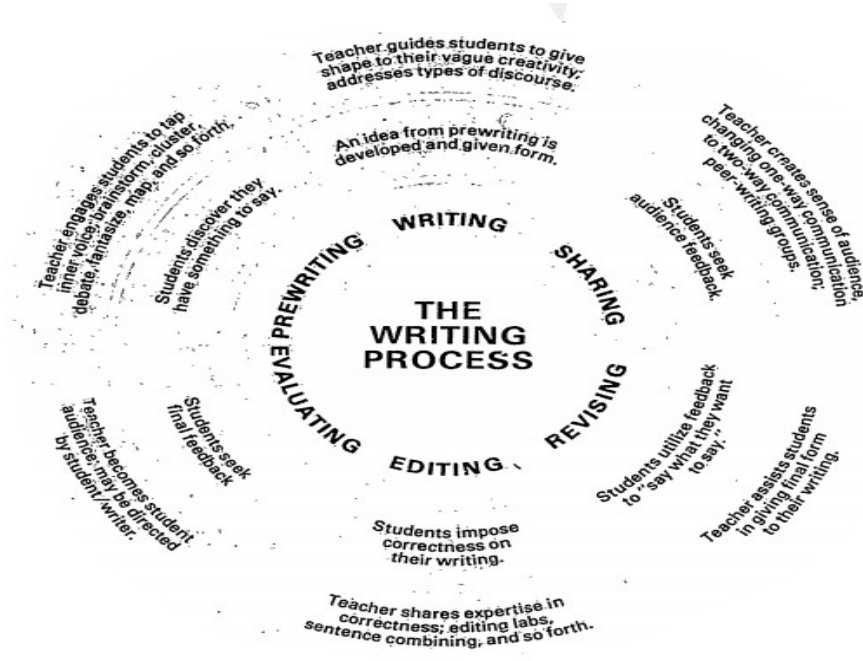 THE
WRITING
PROCESS
PREWRITING
Students discover they
have something to say.
Teacher engages students to tap
inner voice; brainstorm, cluster,
debate, fantasize, map, and so forth.
WRITING
An idea from prewriting is
developed and given form.
Teacher guides students to give
shape to their vague creativity;
addresses types of discourse.
SHARING
Students seek
audience feedback.
Teacher creates sense of audience,
changing one-way communication
to two-way communication;
peer-writing groups.
REVISING
Students utilize feedback
to "say what they want
to say."
Teacher assists students
in giving final form
to their writing.
EDITING
Students impose
correctness on
their writing.
Teacher shares expertise in
correctness; editing labs,
sentence combining, and so forth.
EVALUATING
Students seek
final feedback
Teacher becomes student
audience; may be directed
by student/writer.